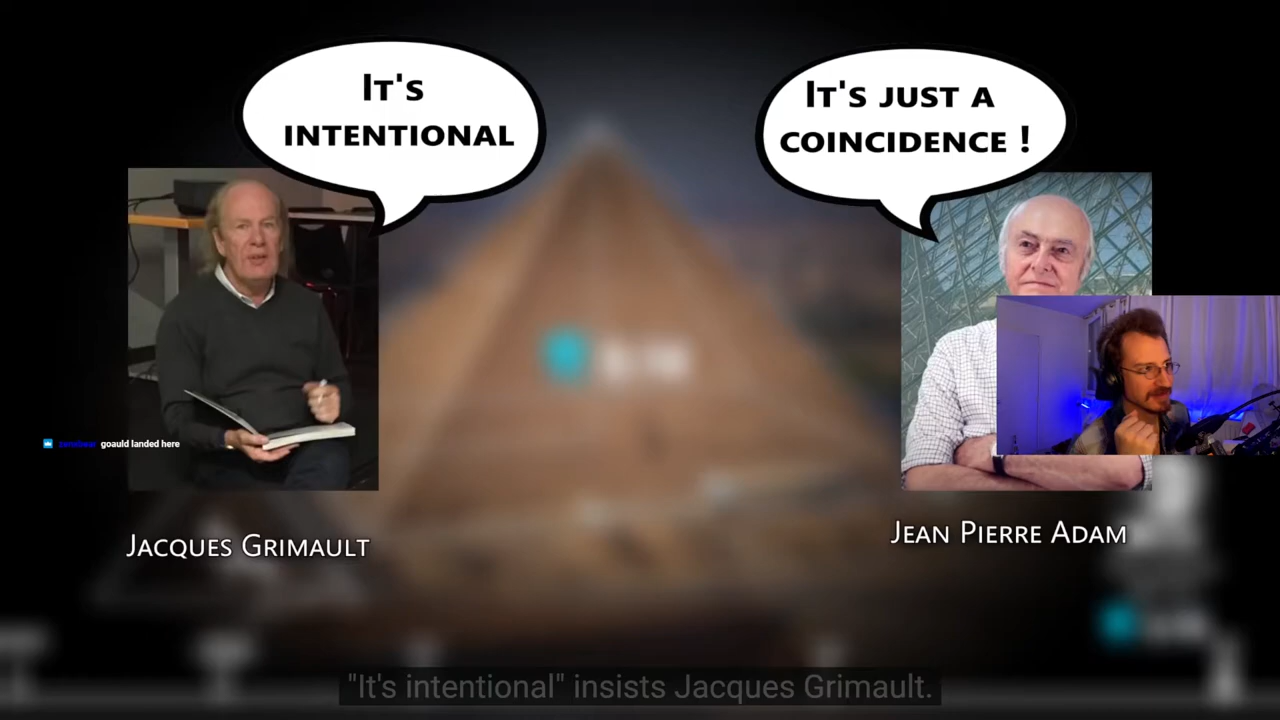 IT'S
INTENTIONAL
IT'S JUST A
COINCIDENCE !
goauld landed here
JACQUES GRIMAULT
JEAN PIERRE ADAM
"It's intentional" insists Jacques Grimault.